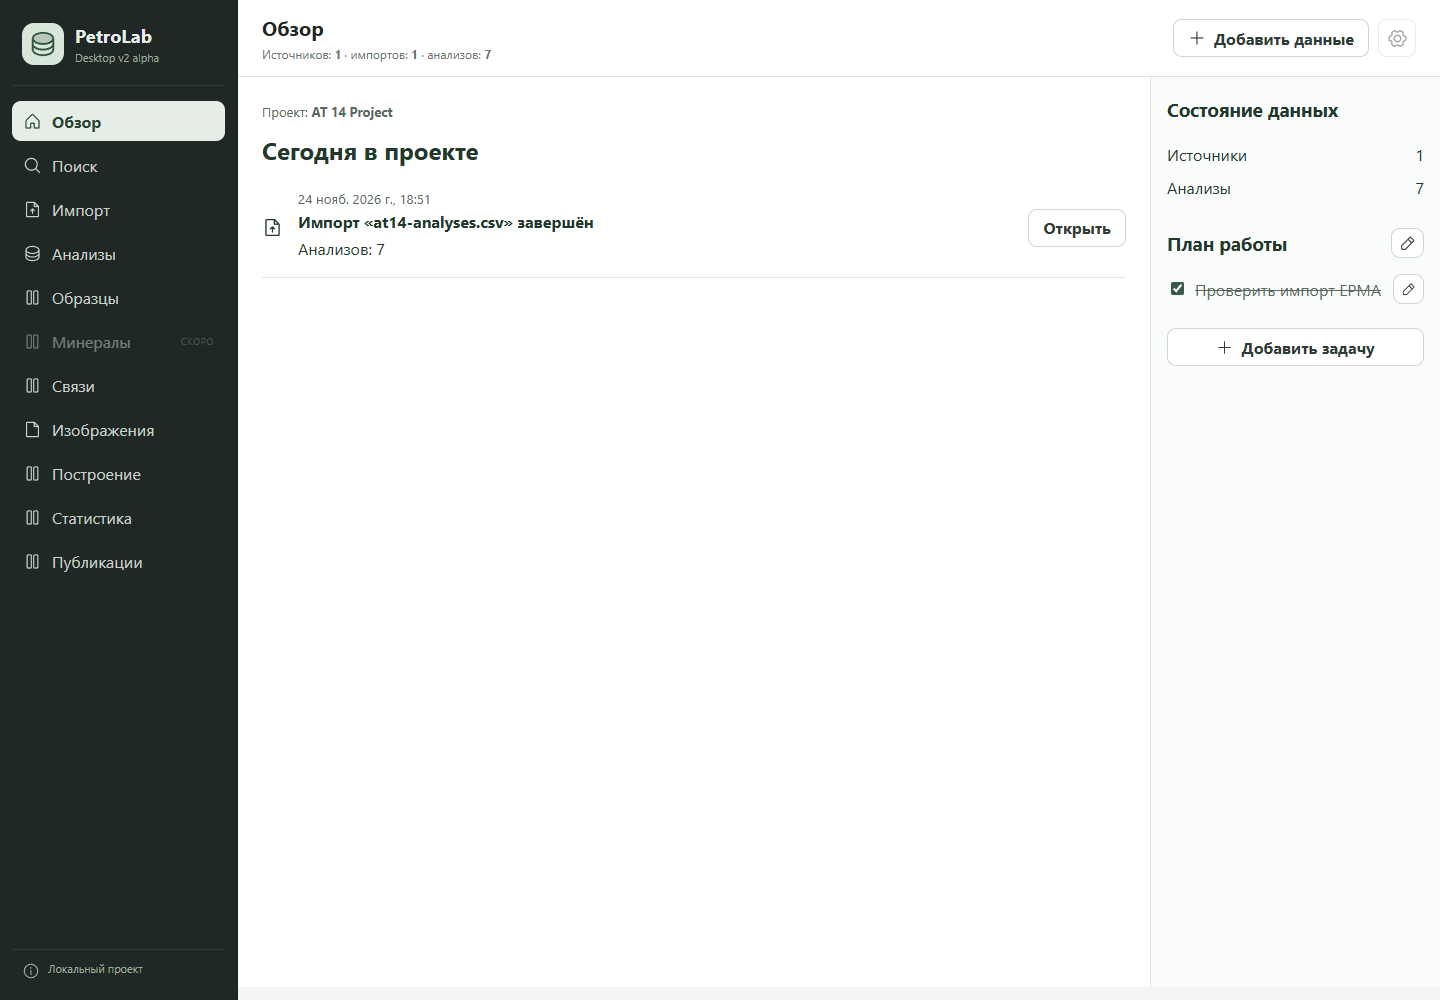 PetroLab
Desktop v2 alpha
Обзор
Поиск
Импорт
Анализы
Образцы
Минералы СКОРО
Связи
Изображения
Построение
Статистика
Публикации
Локальный проект
Обзор
Источников: 1 · импортов: 1 · анализов: 7
Добавить данные
Проект: AT 14 Project
Сегодня в проекте
24 нояб. 2026 г., 18:51
Импорт «at14-analyses.csv» завершён
Анализов: 7
Открыть
Состояние данных
Источники 1
Анализы 7
План работы
Проверить импорт EPMA
Добавить задачу